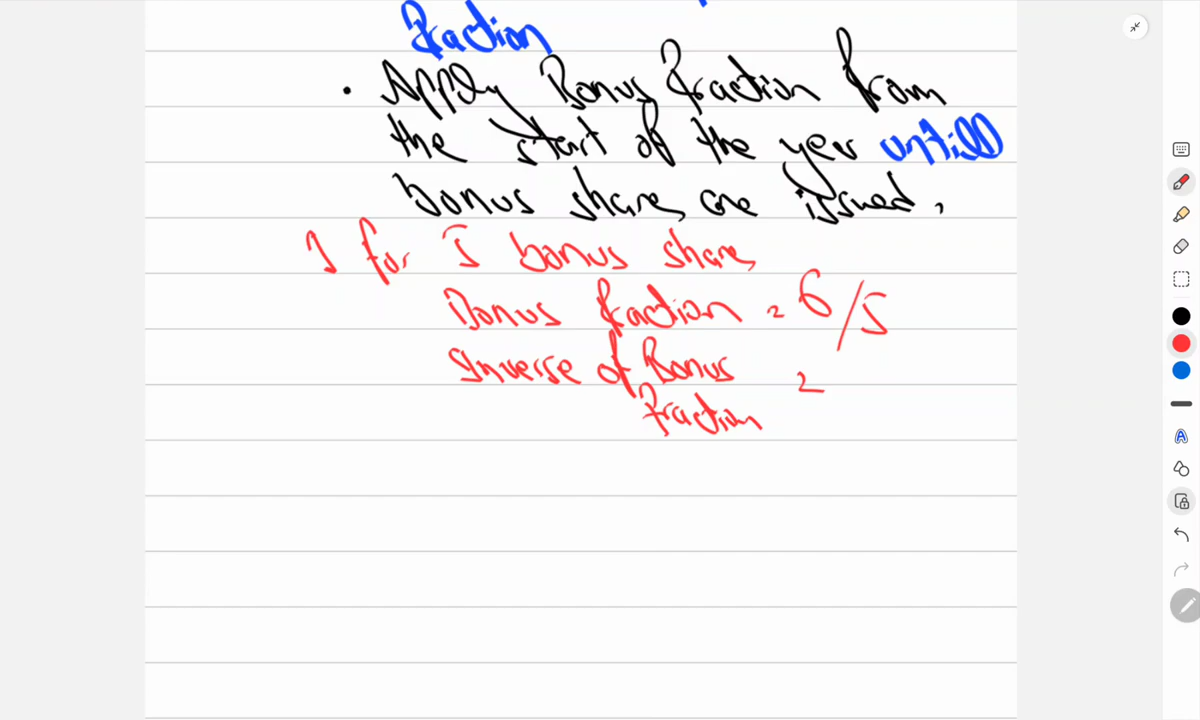 fraction
• Apply Bonus fraction from
the start of the year untill
bonus shares are issued.
1 for 5 bonus share
Bonus fraction = 6/5
Inverse of Bonus =
fraction